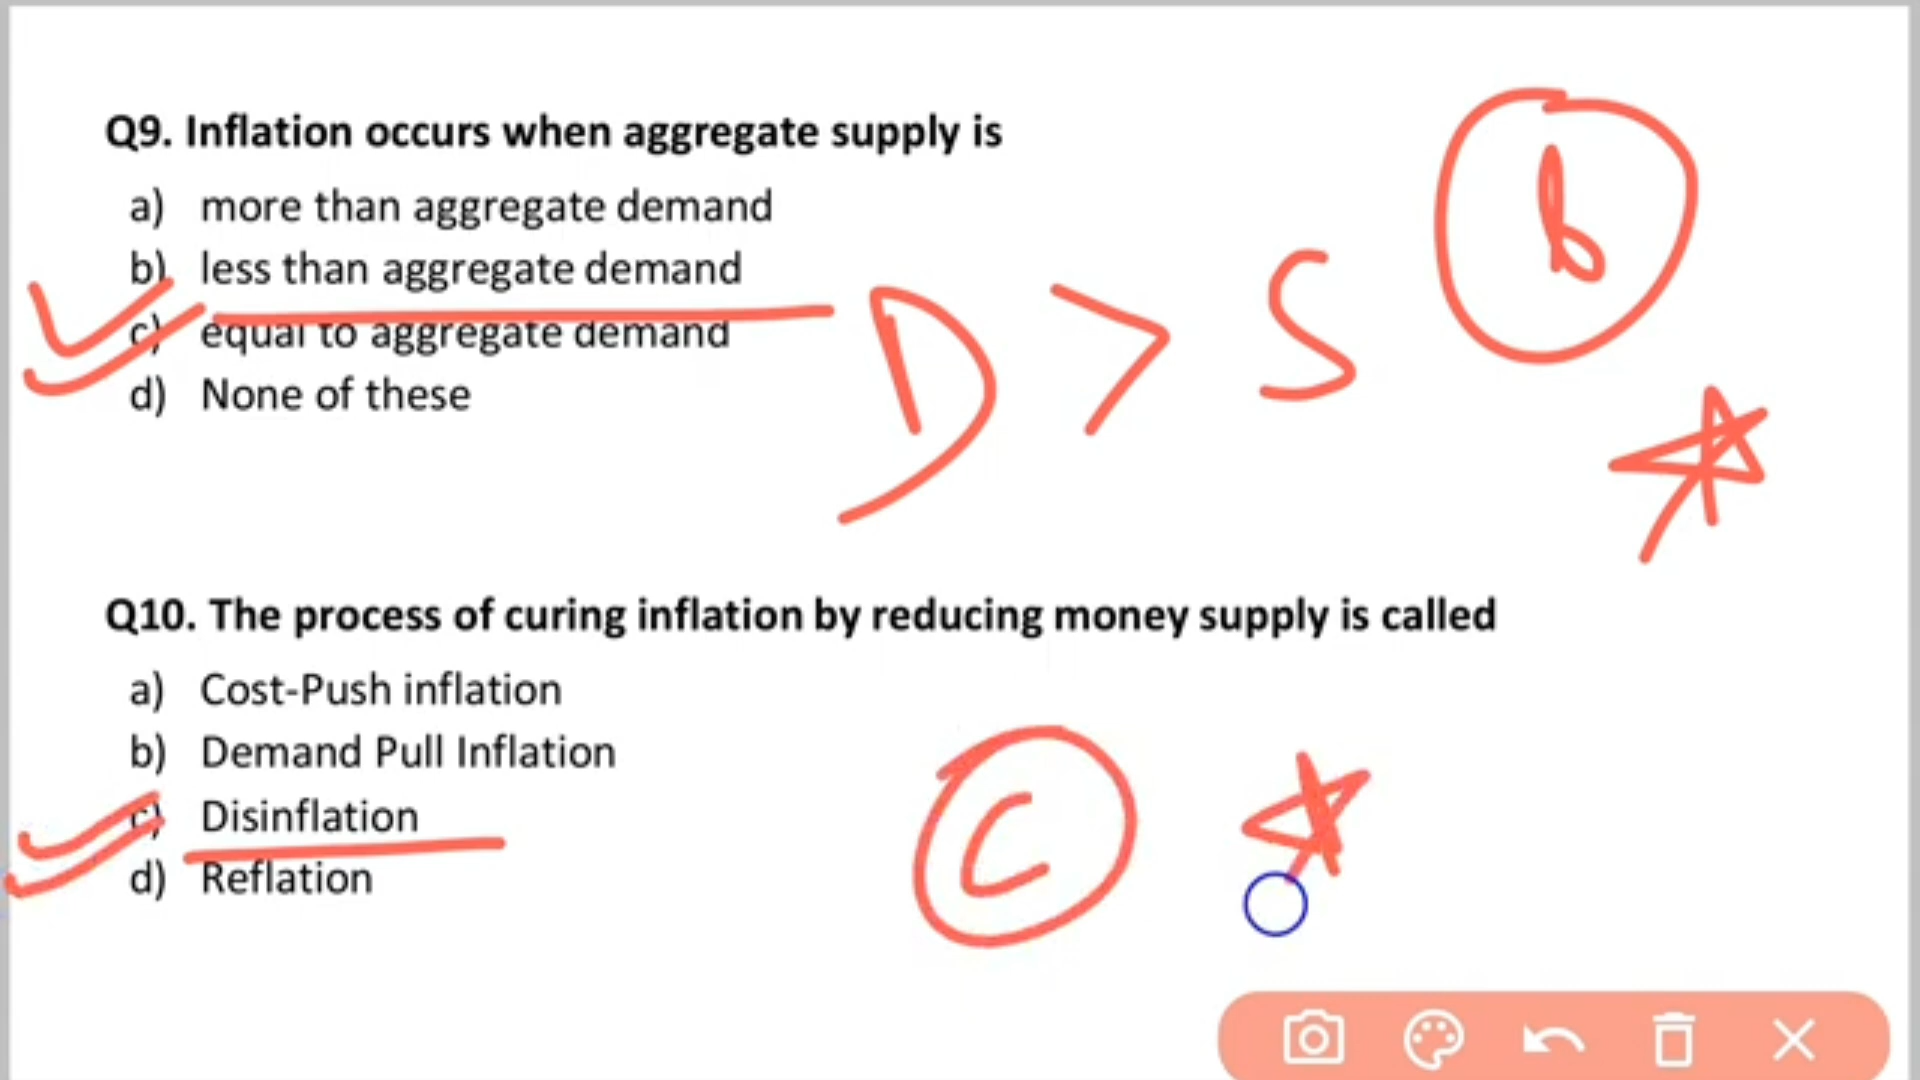 Q9. Inflation occurs when aggregate supply is
a) more than aggregate demand
b) less than aggregate demand
c) equal to aggregate demand
d) None of these
D > S
b
Q10. The process of curing inflation by reducing money supply is called
a) Cost-Push inflation
b) Demand Pull Inflation
c) Disinflation
d) Reflation
C